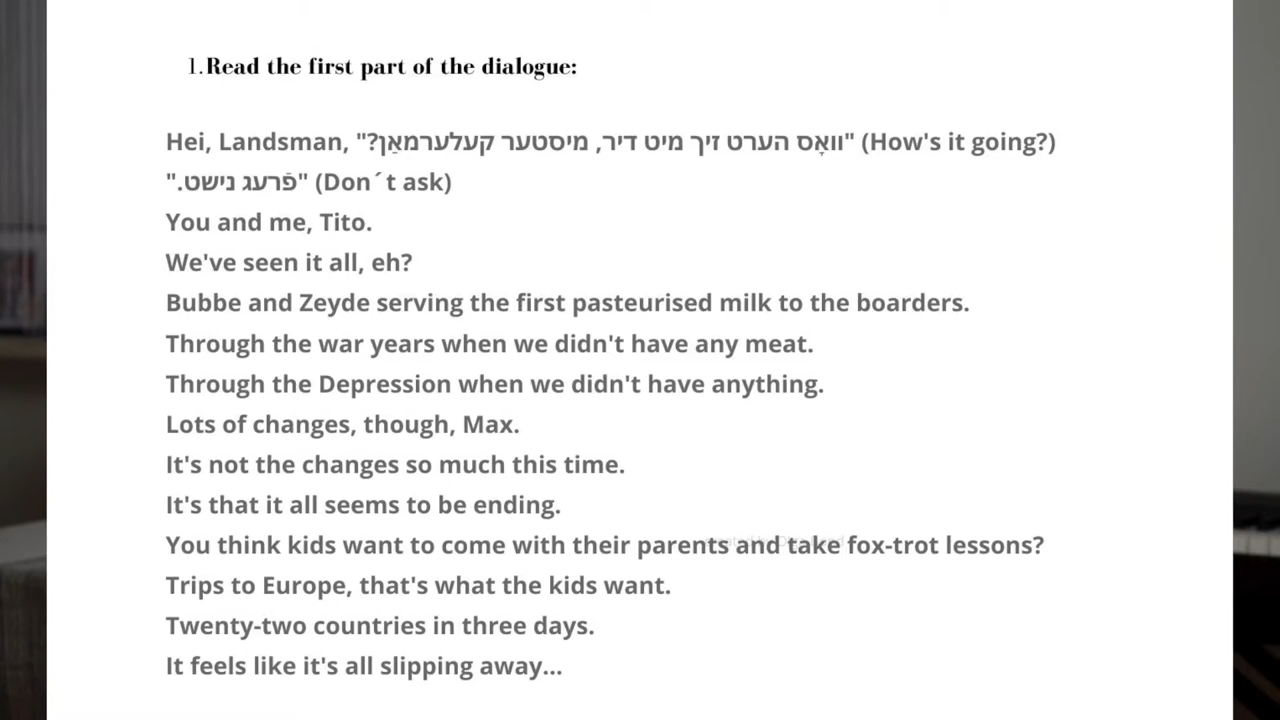 1.Read the first part of the dialogue:
Hei, Landsman, "וואָס הערט זיך מיט דיר, מיסטער קעלערמאַן?" (How's it going?)
"פֿרעג נישט." (Don´t ask)
You and me, Tito.
We've seen it all, eh?
Bubbe and Zeyde serving the first pasteurised milk to the boarders.
Through the war years when we didn't have any meat.
Through the Depression when we didn't have anything.
Lots of changes, though, Max.
It's not the changes so much this time.
It's that it all seems to be ending.
You think kids want to come with their parents and take fox-trot lessons?
Trips to Europe, that's what the kids want.
Twenty-two countries in three days.
It feels like it's all slipping away...